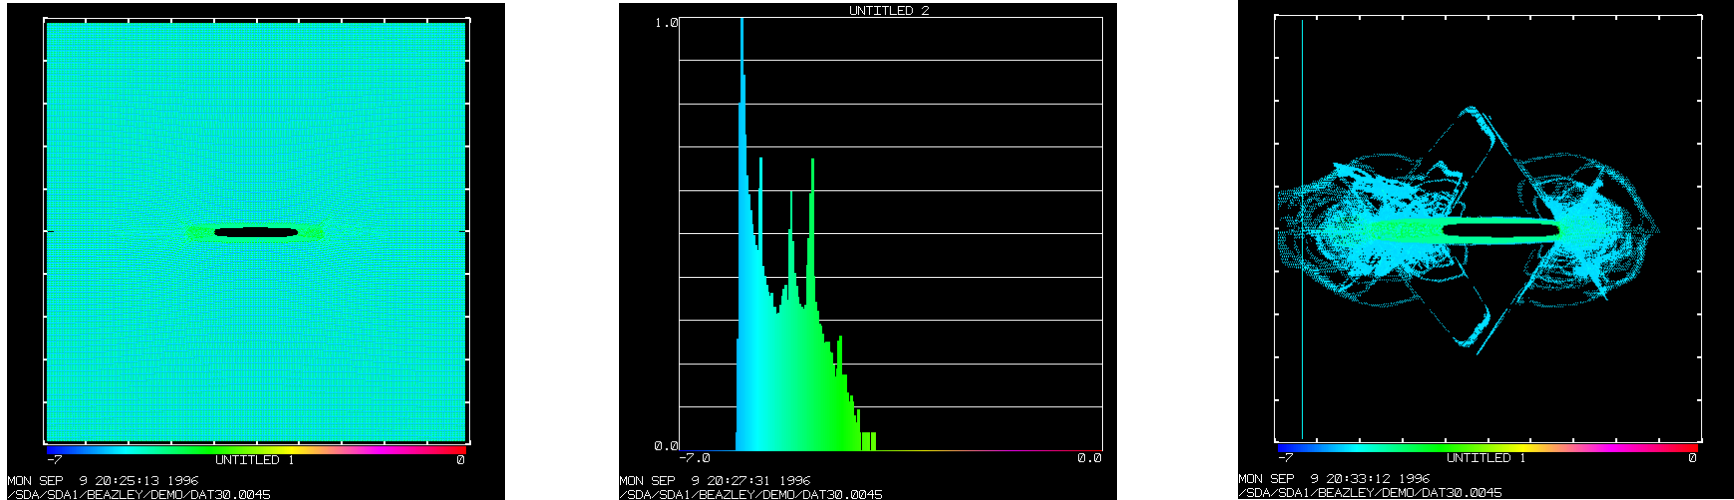 -7 0
UNTITLED 1
MON SEP 9 20:25:13 1996
/SDA/SDA1/BEAZLEY/DEMO/DAT30.0045
UNTITLED 2
1.0
0.0
-7.0 0.0
MON SEP 9 20:27:31 1996
/SDA/SDA1/BEAZLEY/DEMO/DAT30.0045
-7 0
UNTITLED 1
MON SEP 9 20:33:12 1996
/SDA/SDA1/BEAZLEY/DEMO/DAT30.0045